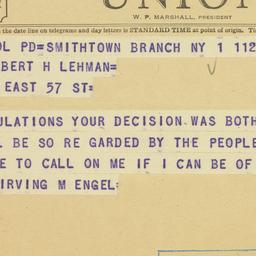 UNION
W. P. MARSHALL, PRESIDENT
the date line on telegrams and day letters is STANDARD TIME at point of origin.
OL PD=SMITHTOWN BRANCH NY 1 112
BERT H LEHMAN=
EAST 57 ST=
ULATIONS YOUR DECISION WAS BOTH
L BE SO RE GARDED BY THE PEOPLE
E TO CALL ON ME IF I CAN BE OF
IRVING M ENGEL=